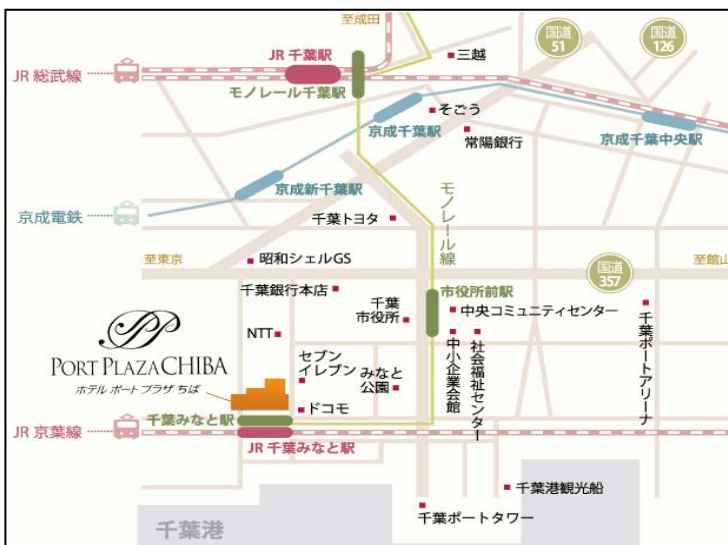 至成田
国道
51
国道
126
JR 千葉駅
三越
JR 総武線
モノレール千葉駅
そごう
京成千葉駅
常陽銀行
京成千葉中央駅
京成新千葉駅
京成電鉄
千葉トヨタ
モノレール線
至東京
昭和シェルGS
国道
357
至館山
千葉銀行本店
市役所前駅
千葉
市役所
中央コミュニティセンター
NTT
中小企業会館
社会福祉センター
千葉ポートアリーナ
PORT PLAZA CHIBA
ホテル ポート プラザ ちば
セブン
イレブン
みなと
公園
ドコモ
千葉みなと駅
JR 京葉線
JR 千葉みなと駅
千葉港観光船
千葉ポートタワー
千葉港